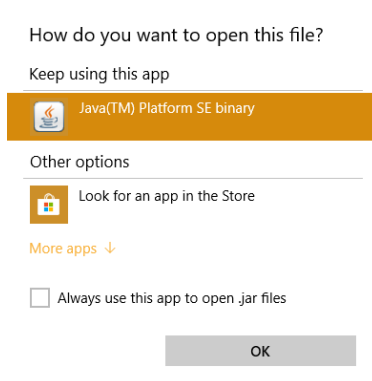 How do you want to open this file?
Keep using this app
Java(TM) Platform SE binary
Other options
Look for an app in the Store
More apps ↓
Always use this app to open .jar files
OK